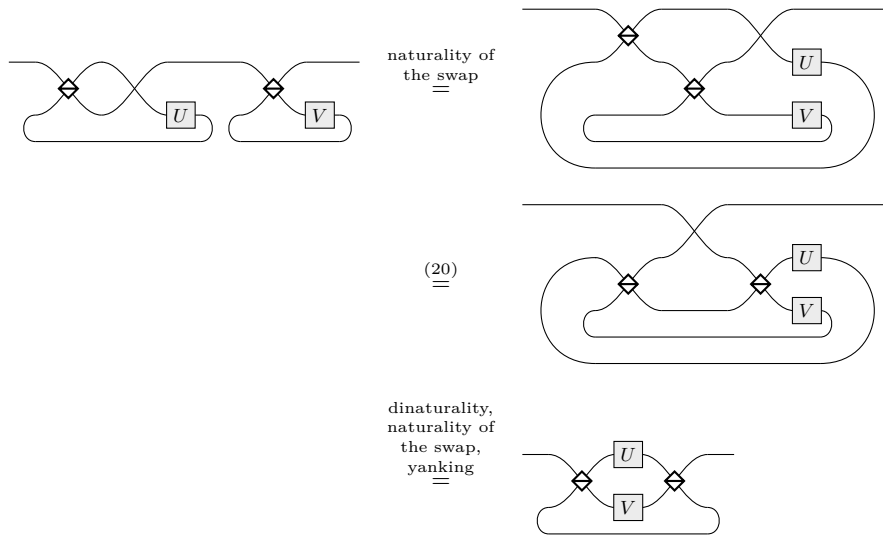 naturality of
the swap
=
U
V
U
V
(20)
=
U
V
dinaturality,
naturality of
the swap,
yanking
=
U
V